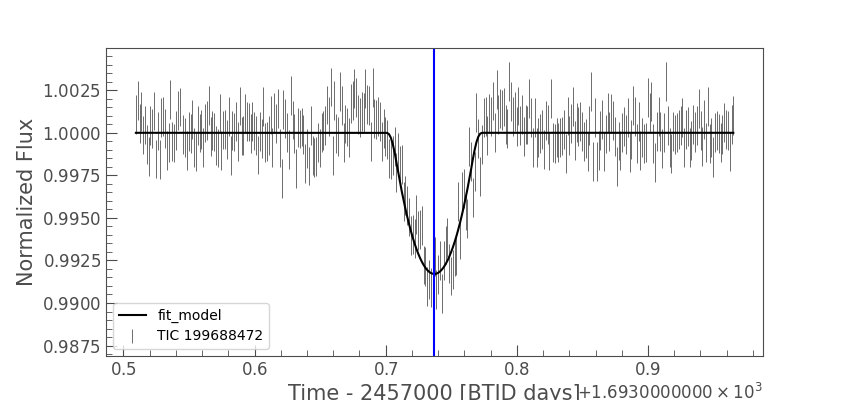 1.0025
1.0000
0.9975
0.9950
0.9925
0.9900
0.9875
Normalized Flux
fit_model
TIC 199688472
0.5 0.6 0.7 0.8 0.9
Time - 2457000 [BTJD days]
+1.6930000000 × 10³